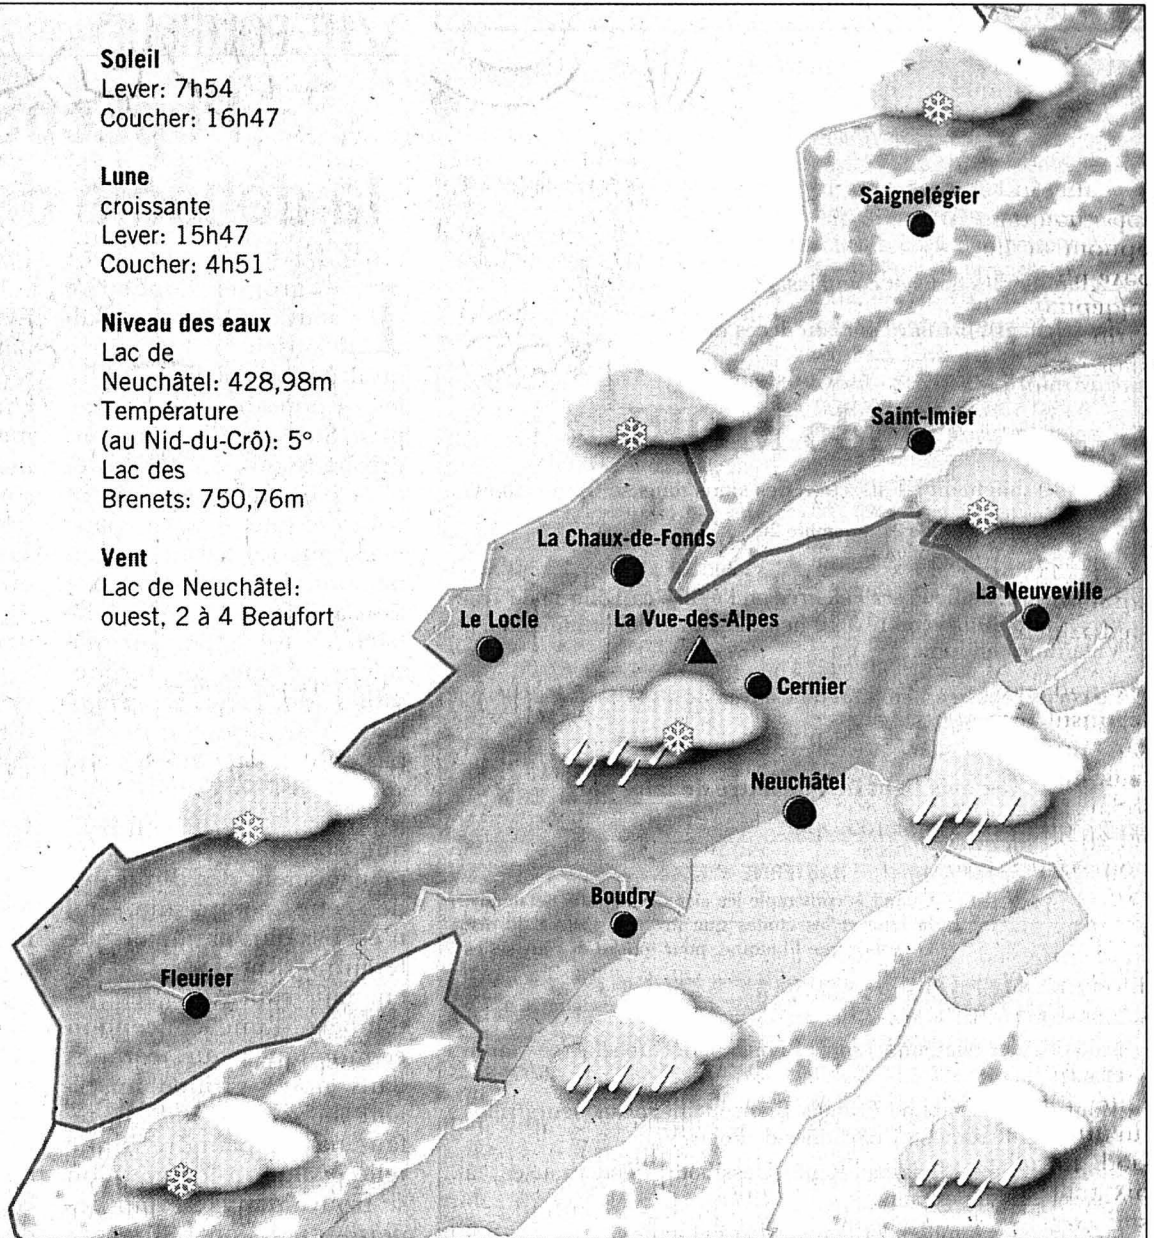 Soleil
Lever: 7h54
Coucher: 16h47
Lune
croissante
Lever: 15h47
Coucher: 4h51
Niveau des eaux
Lac de
Neuchâtel: 428,98m
Température
(au Nid-du-Crô): 5°
Lac des
Brenets: 750,76m
Vent
Lac de Neuchâtel:
ouest, 2 à 4 Beaufort
Saignelégier
Saint-Imier
La Chaux-de-Fonds
La Neuveville
Le Locle
La Vue-des-Alpes
Cernier
Neuchâtel
Boudry
Fleurier